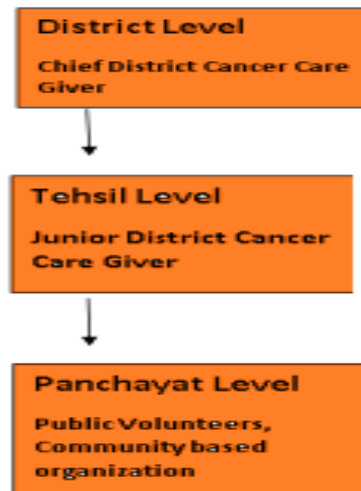 District Level
Chief District Cancer Care
Giver
Tehsil Level
Junior District Cancer
Care Giver
Panchayat Level
Public Volunteers,
Community based
organization